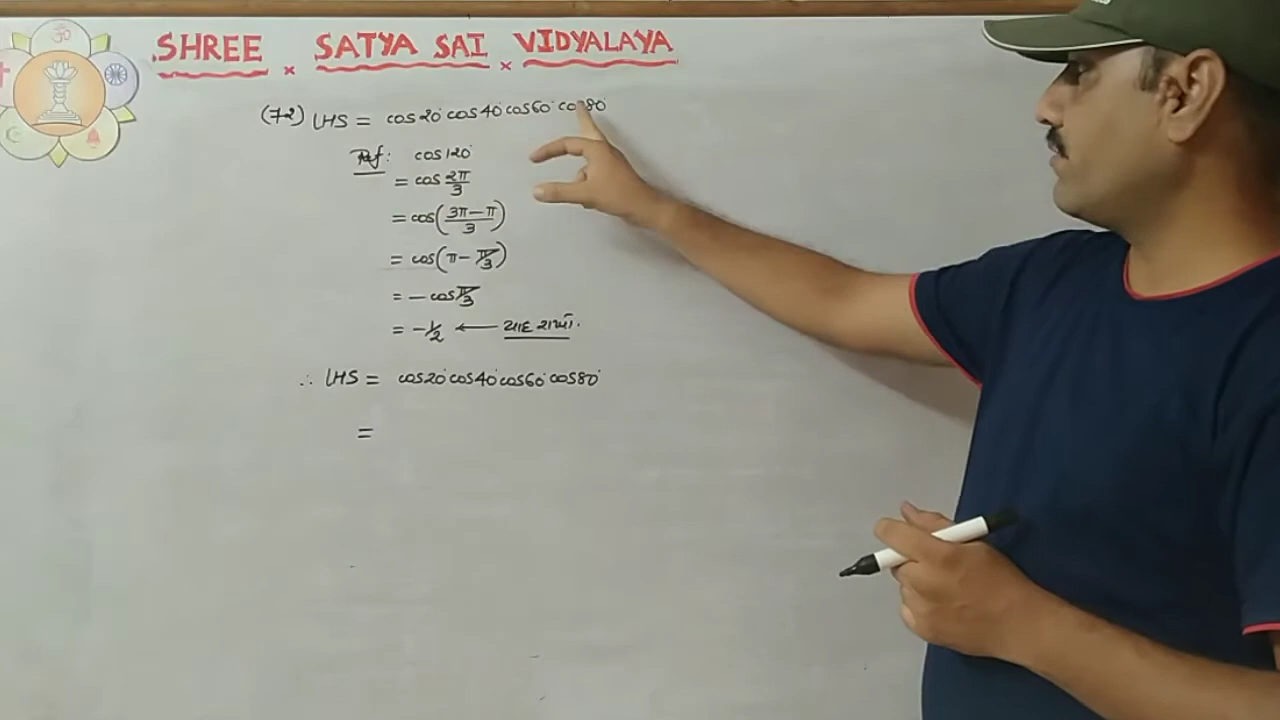 SHREE × SATYA SAI × VIDYALAYA
(72) LHS = cos20° cos40° cos60° cos80°
Ref: cos120°
= cos 2π/3
= cos(3π-π/3)
= cos(π - π/3)
= - cos π/3
= -1/2 ← યાદ રાખો.
∴ LHS = cos20° cos40° cos60° cos80°
=